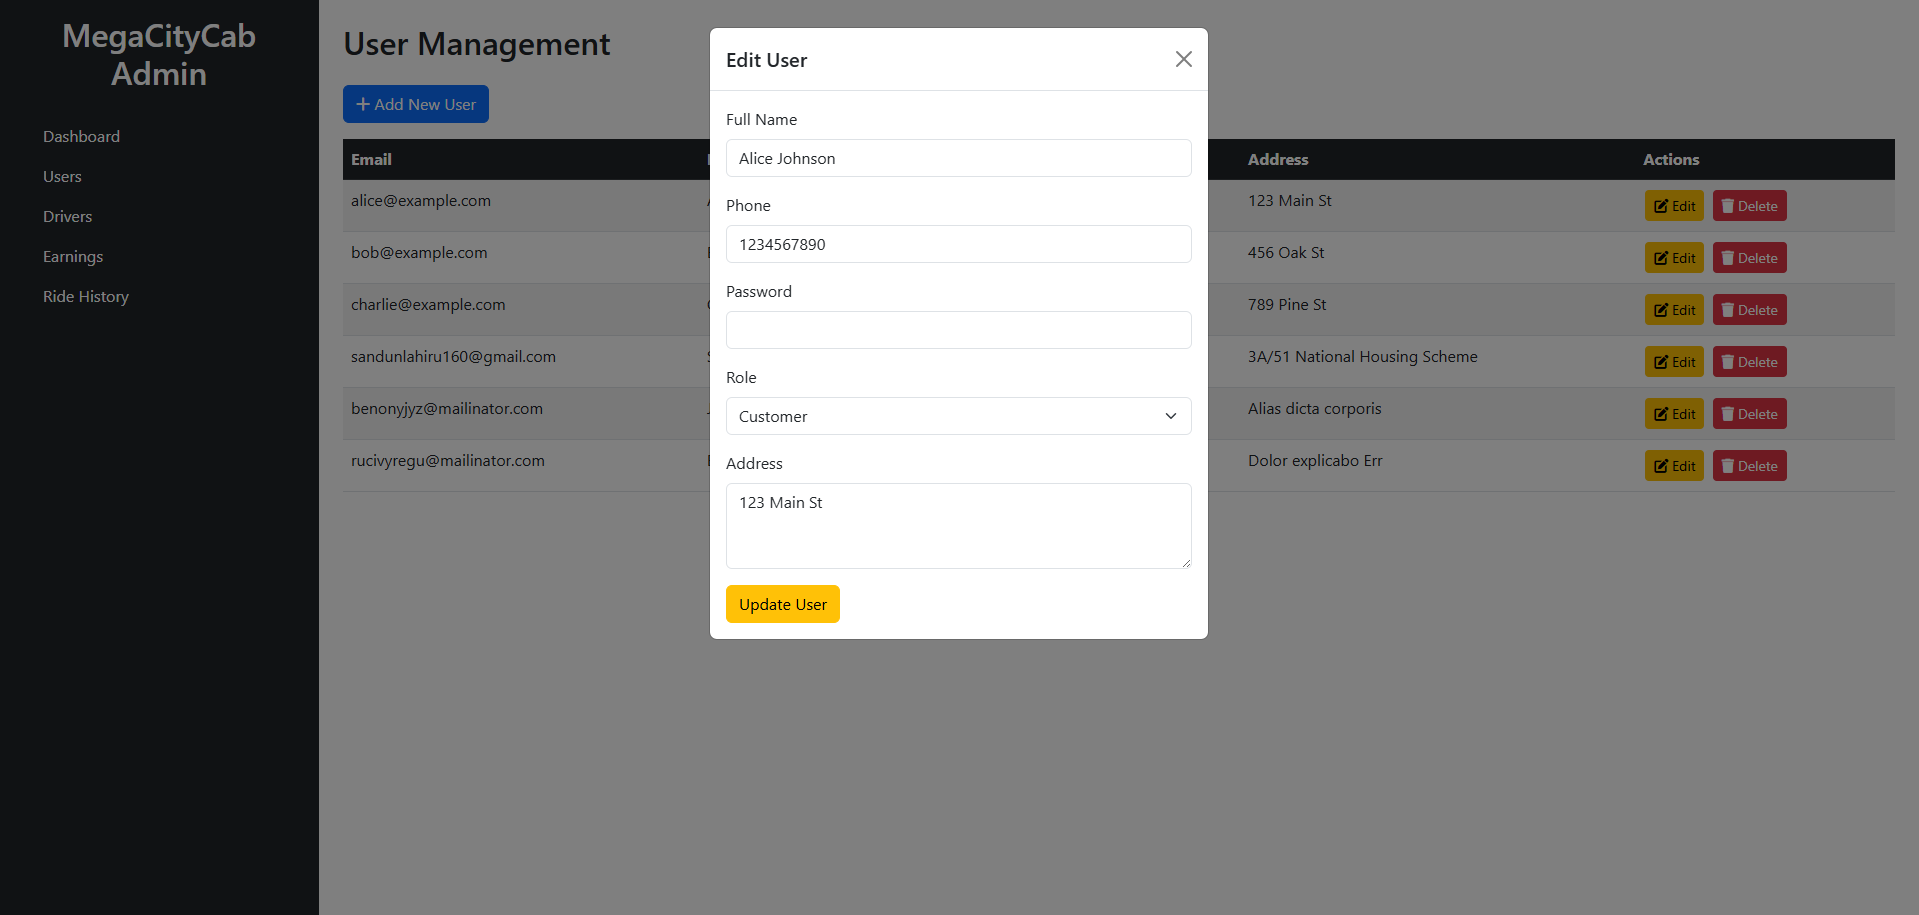 MegaCityCab
Admin
Dashboard
Users
Drivers
Earnings
Ride History
User Management
Add New User
Email Address Actions
alice@example.com 123 Main St Edit Delete
bob@example.com 456 Oak St Edit Delete
charlie@example.com 789 Pine St Edit Delete
sandunlahiru160@gmail.com 3A/51 National Housing Scheme Edit Delete
benonyjyz@mailinator.com Alias dicta corporis Edit Delete
rucivyregu@mailinator.com Dolor explicabo Err Edit Delete
Edit User
Full Name
Alice Johnson
Phone
1234567890
Password
Role
Customer
Address
123 Main St
Update User